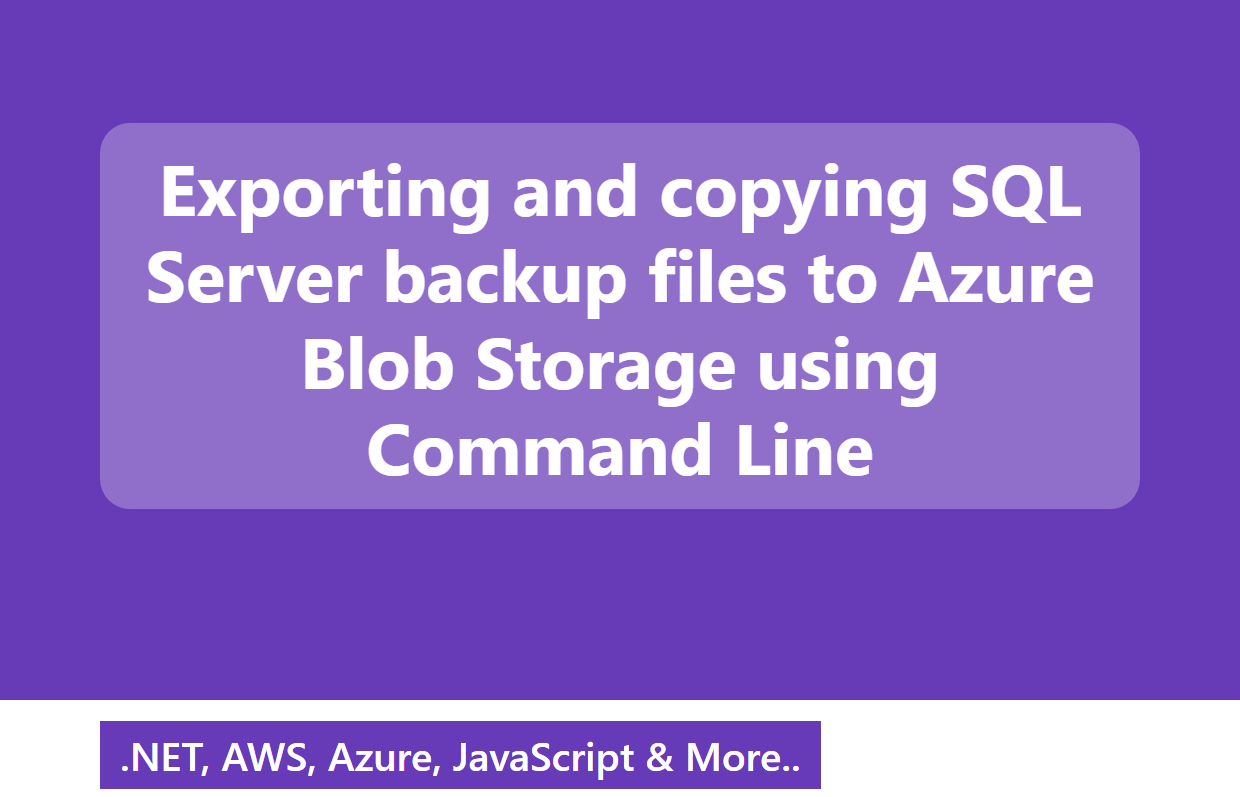 Exporting and copying SQL
Server backup files to Azure
Blob Storage using
Command Line
.NET, AWS, Azure, JavaScript & More..